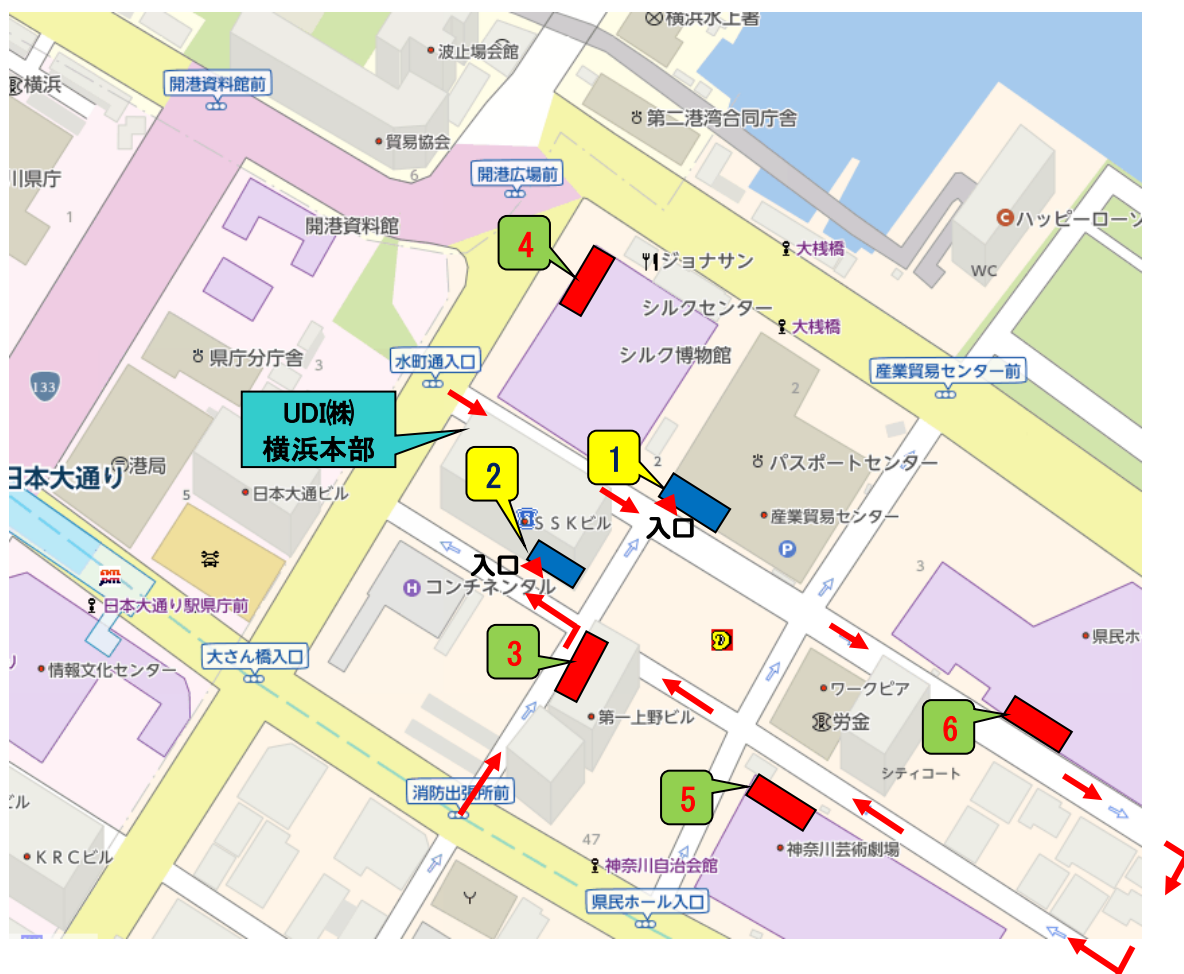 横浜水上署
波止場会館
横浜
開港資料館前
第二港湾合同庁舎
貿易協会
川県庁
6
開港広場前
1
開港資料館
ハッピーローソ
4
大桟橋
ジョナサン
WC
シルクセンター
大桟橋
県庁分庁舎
3
水町通入口
シルク博物館
産業貿易センター前
133
2
UDI㈱
横浜本部
港局
日本大通り
2
1
2
パスポートセンター
5
日本大通ビル
SSKビル
入口
産業貿易センター
P
入口
H
コンチネンタル
3
日本大通り駅県庁前
県民ホ
3
大さん橋入口
情報文化センター
ワークピア
第一上野ビル
労金
6
シティコート
消防出張所前
5
47
神奈川芸術劇場
KRCビル
神奈川自治会館
県民ホール入口